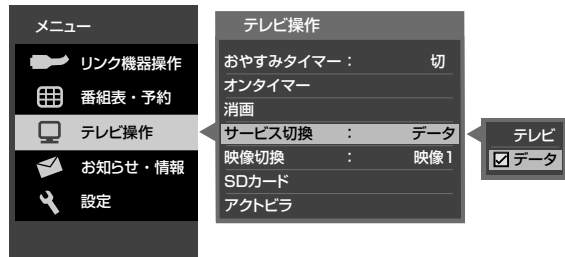 メニュー
リンク機器操作
番組表・予約
テレビ操作
お知らせ・情報
設定
テレビ操作
おやすみタイマー： 切
オンタイマー
消画
サービス切換 ： データ
映像切換 ： 映像1
SDカード
アクトビラ
テレビ
データ